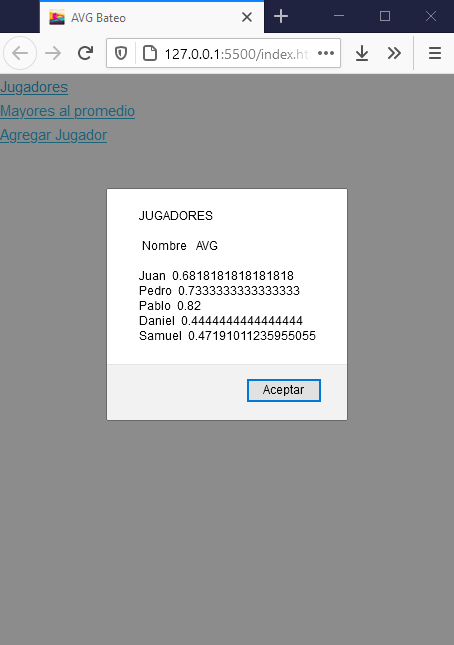 AVG Bateo
127.0.0.1:5500/index.h
Jugadores
Mayores al promedio
Agregar Jugador
JUGADORES
Nombre AVG
Juan 0.6818181818181818
Pedro 0.7333333333333333
Pablo 0.82
Daniel 0.4444444444444444
Samuel 0.47191011235955055
Aceptar